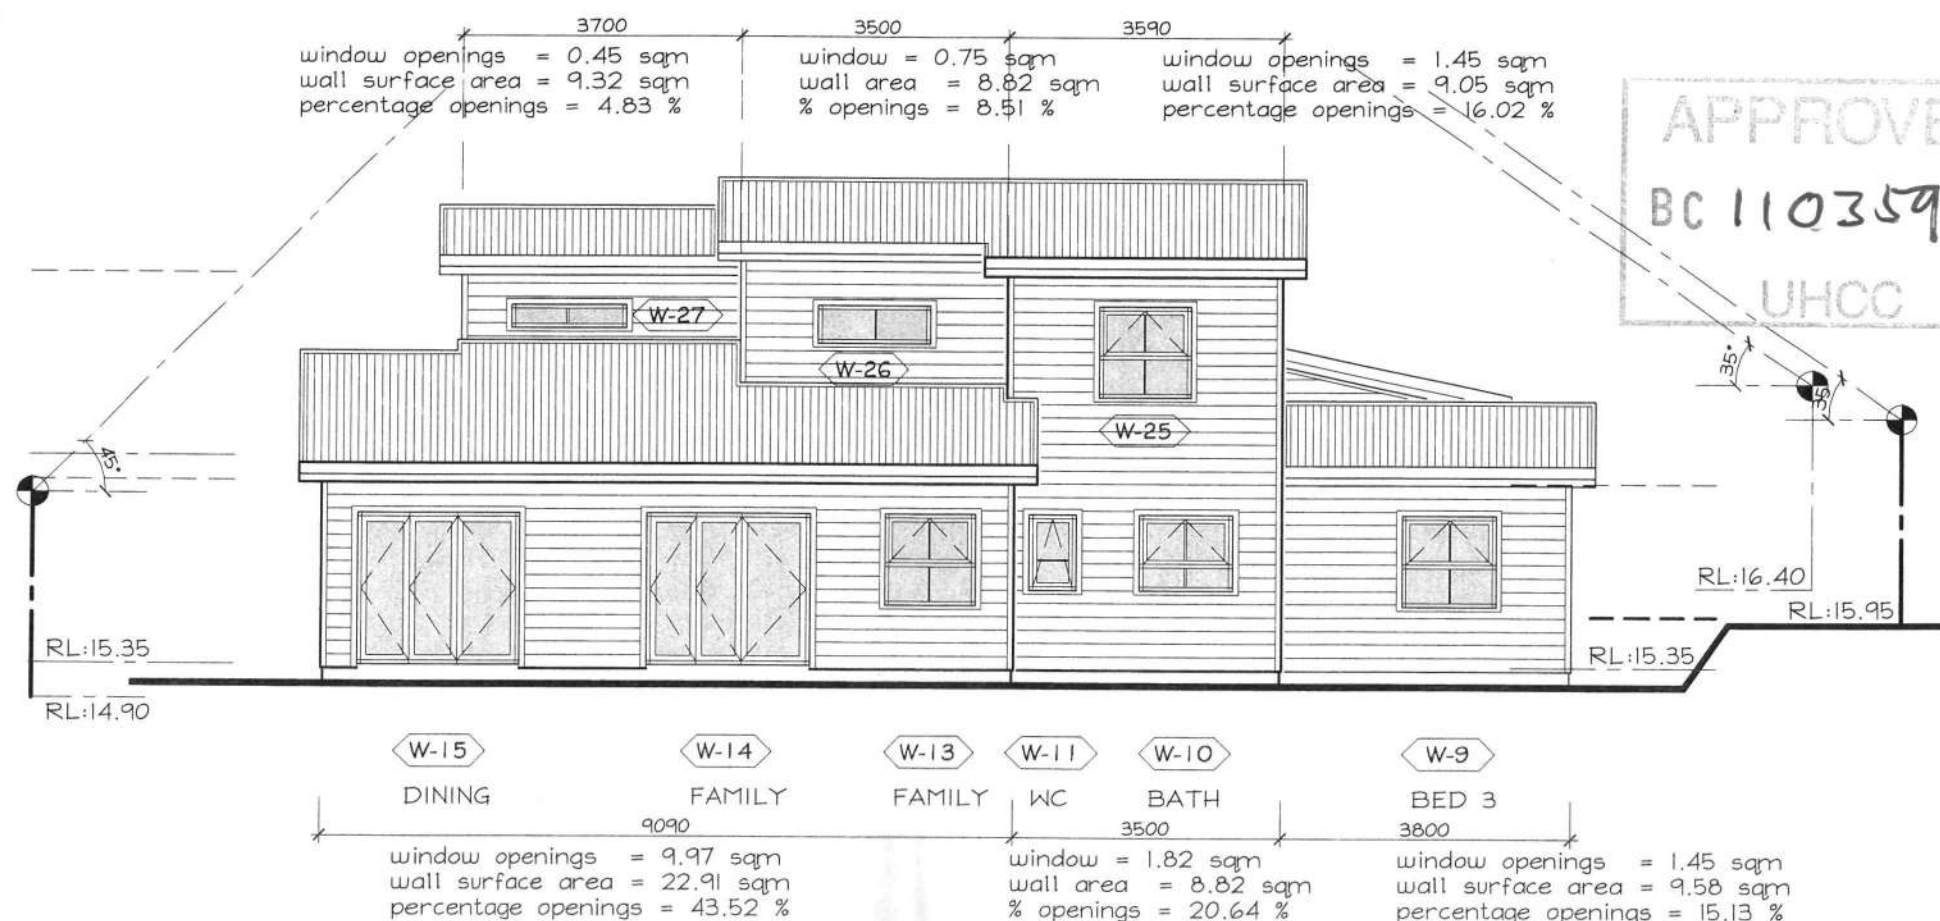 3700
3500
3590
window openings = 0.45 sqm
wall surface area = 9.32 sqm
percentage openings = 4.83 %
window = 0.75 sqm
wall area = 8.82 sqm
% openings = 8.51 %
window openings = 1.45 sqm
wall surface area = 9.05 sqm
percentage openings = 16.02 %
APPROVE
BC 110359
UHCC
W-27
W-26
W-25
45°
35°
35
RL:16.40
RL:15.95
RL:15.35
RL:15.35
RL:14.90
W-15
W-14
W-13
W-11
W-10
W-9
DINING
FAMILY
FAMILY
WC
BATH
BED 3
9090
3500
3800
window openings = 9.97 sqm
wall surface area = 22.91 sqm
percentage openings = 43.52 %
window = 1.82 sqm
wall area = 8.82 sqm
% openings = 20.64 %
window openings = 1.45 sqm
wall surface area = 9.58 sqm
percentage openings = 15.13 %